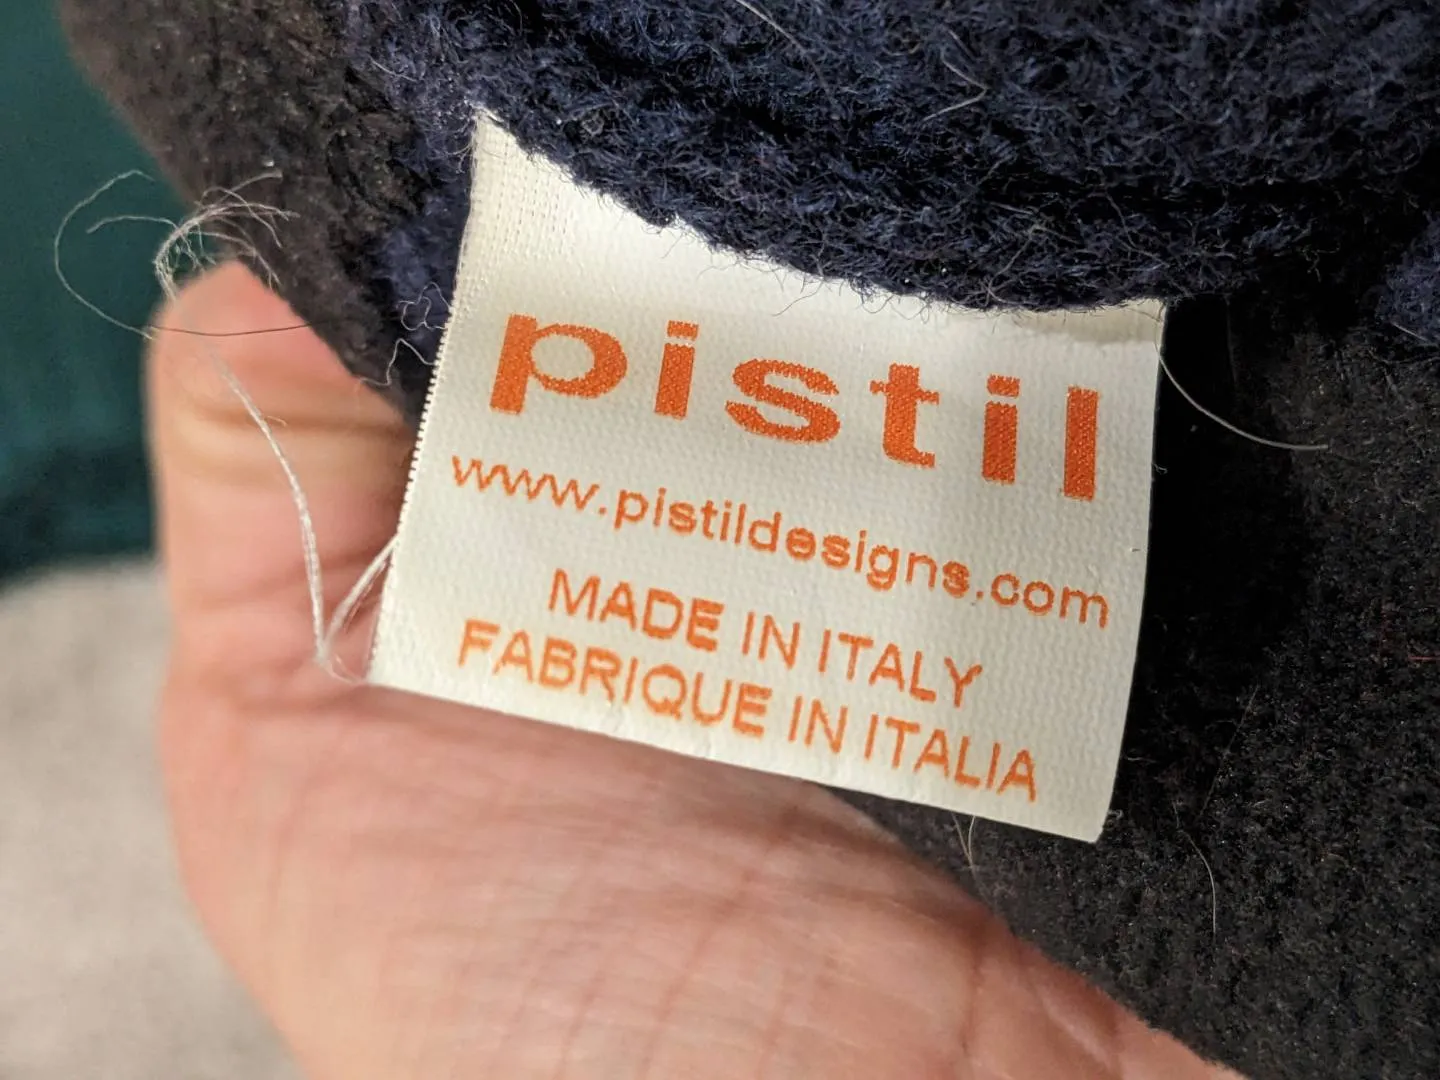 pistil
www.pistildesigns.com
MADE IN ITALY
FABRIQUE IN ITALIA